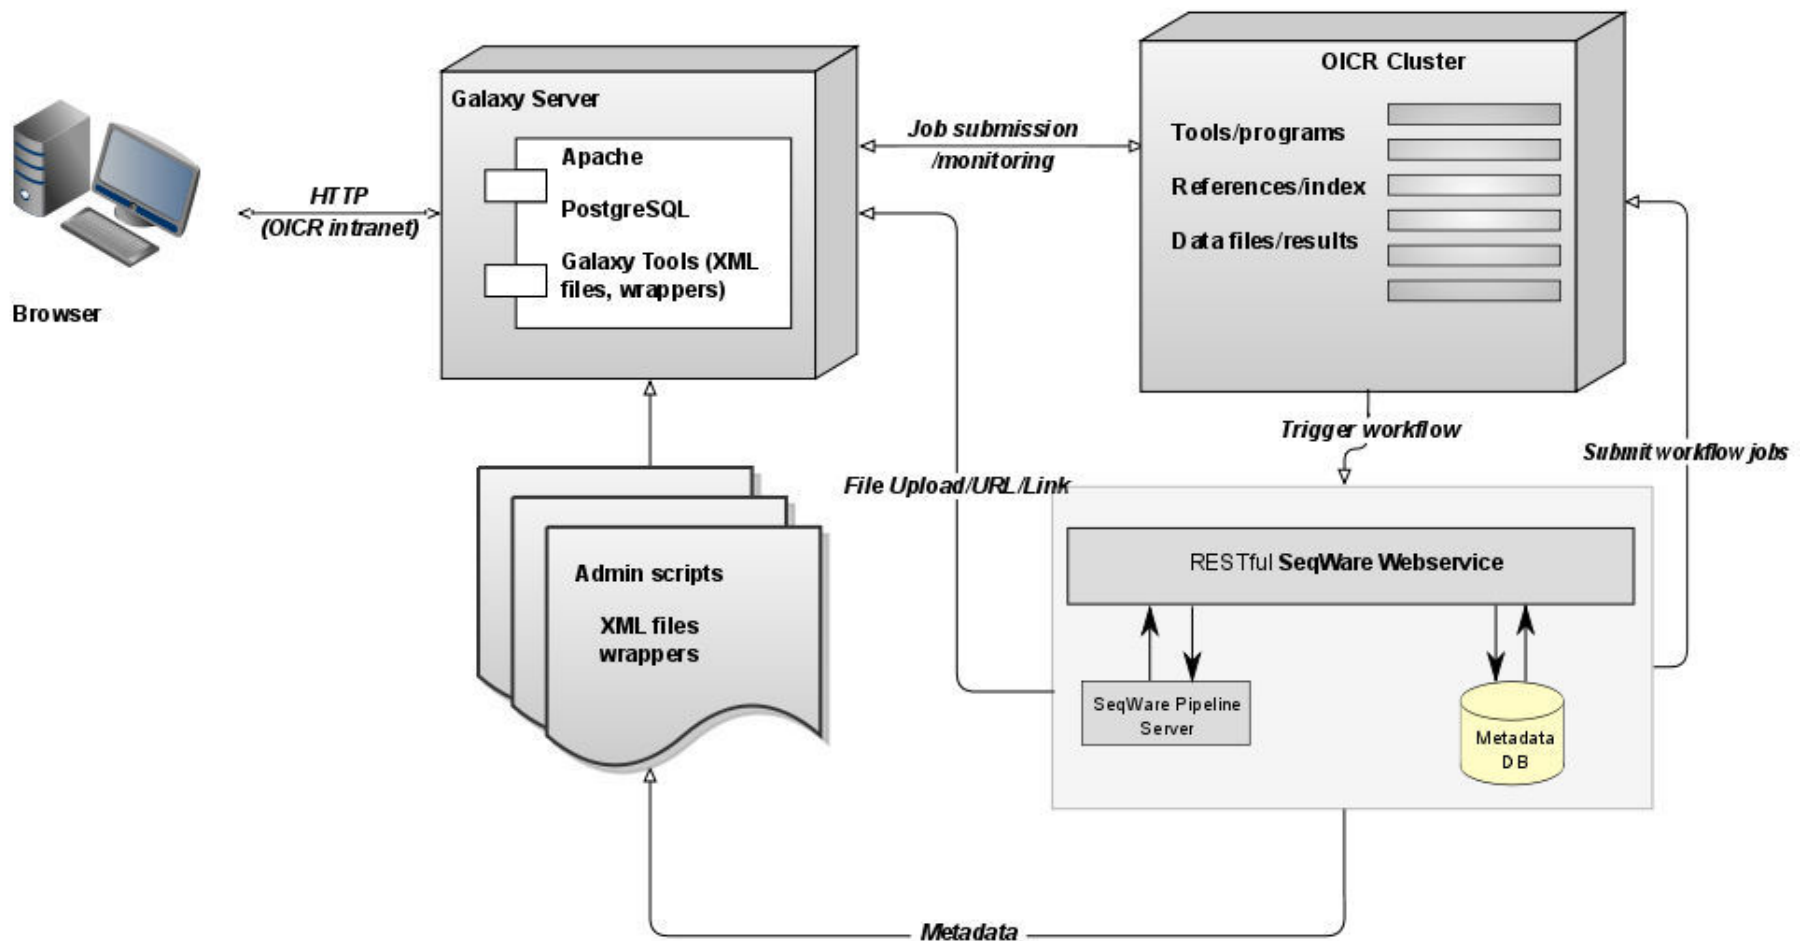 OICR Cluster
Galaxy Server
Apache
PostgreSQL
Galaxy Tools (XML
files, wrappers)
Job submission
/monitoring
Tools/programs
References/index
Data files/results
HTTP
(OICR intranet)
Browser
Trigger workflow
Submit workflow jobs
File Upload/URL/Link
RESTful SeqWare Webservice
Admin scripts
XML files
wrappers
SeqWare Pipeline
Server
Metadata
DB
Metadata